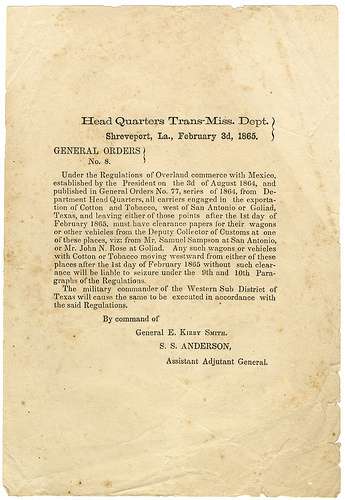 Head Quarters Trans-Miss. Dept. }
Shreveport, La., February 3d, 1865.
GENERAL ORDERS }
No. 8.
Under the Regulations of Overland commerce with Mexico,
established by the President on the 3d of August 1864, and
published in General Orders No. 77, series of 1864, from De-
partment Head Quarters, all carriers engaged in the exporta-
tion of Cotton and Tobacco, west of San Antonio or Goliad,
Texas, and leaving either of those points after the 1st day of
February 1865, must have clearance papers for their wagons
or other vehicles from the Deputy Collector of Customs at one
of these places, viz: from Mr. Samuel Sampson at San Antonio,
or Mr. John N. Rose at Goliad. Any such wagons or vehicles
with Cotton or Tobacco moving westward from either of these
places after the 1st day of February 1865 without such clear-
ance will be liable to seizure under the 9th and 10th Para-
graphs of the Regulations.
The military commander of the Western Sub District of
Texas will cause the same to be executed in accordance with
the said Regulations.
By command of
General E. Kirby Smith.
S. S. ANDERSON,
Assistant Adjutant General.